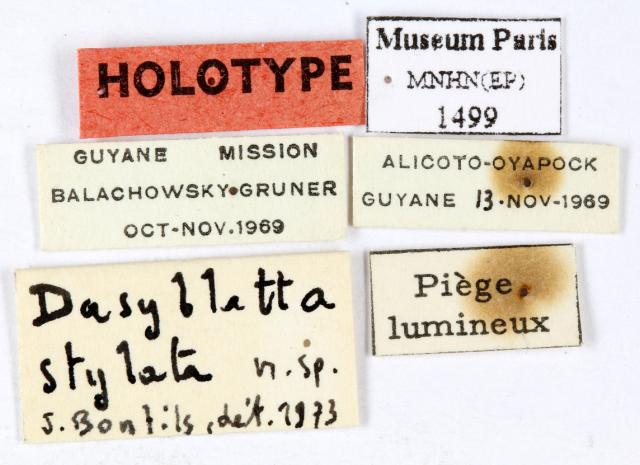 HOLOTYPE
Museum Paris
MNHN(EP)
1499
GUYANE MISSION
BALACHOWSKY•GRUNER
OCT-NOV.1969
ALICOTO-OYAPOCK
GUYANE 13•NOV-1969
Dasyblatta
stylata n.sp.
J. Bonfils, dét. 1973
Piège
lumineux